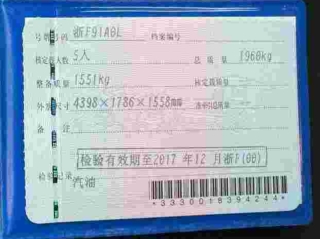 号牌号码 浙F91A0L 档案编号
核定载人数 5人 总质量 1960kg
整备质量 1551kg 核定载质量
外廓尺寸 4398×1786×1558mm 准牵引总质量
备注
检验有效期至2017年12月浙F(00)
检验记录
汽油
*3330018394244*